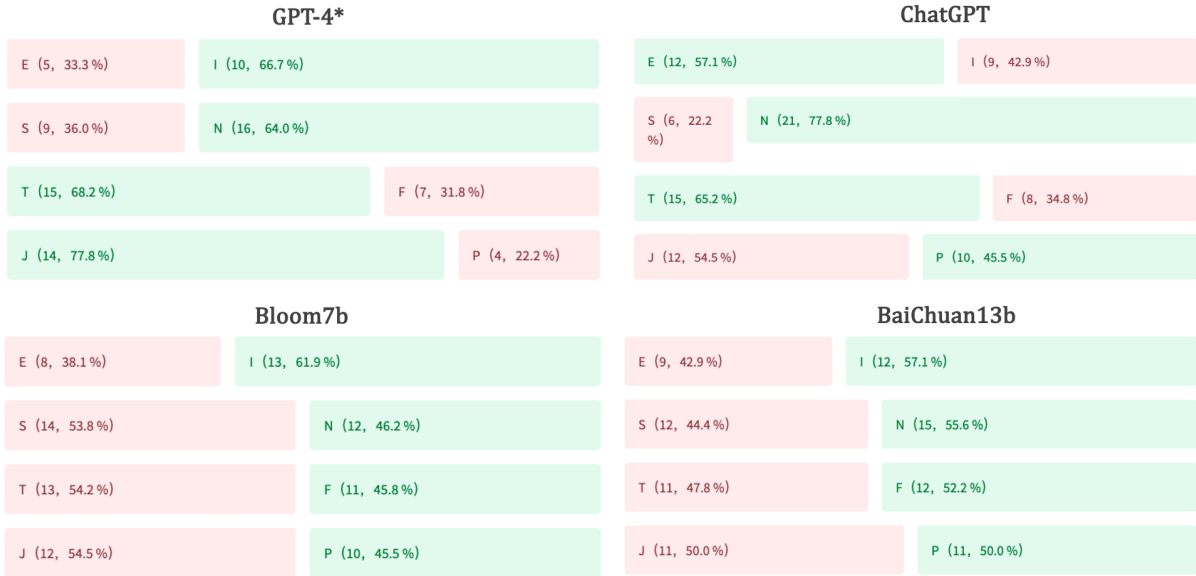 GPT-4*
E (5, 33.3 %)
I (10, 66.7 %)
S (9, 36.0 %)
N (16, 64.0 %)
T (15, 68.2 %)
F (7, 31.8 %)
J (14, 77.8 %)
P (4, 22.2 %)
ChatGPT
E (12, 57.1 %)
I (9, 42.9 %)
S (6, 22.2
%)
N (21, 77.8 %)
T (15, 65.2 %)
F (8, 34.8 %)
J (12, 54.5 %)
P (10, 45.5 %)
Bloom7b
E (8, 38.1 %)
I (13, 61.9 %)
S (14, 53.8 %)
N (12, 46.2 %)
T (13, 54.2 %)
F (11, 45.8 %)
J (12, 54.5 %)
P (10, 45.5 %)
BaiChuan13b
E (9, 42.9 %)
I (12, 57.1 %)
S (12, 44.4 %)
N (15, 55.6 %)
T (11, 47.8 %)
F (12, 52.2 %)
J (11, 50.0 %)
P (11, 50.0 %)